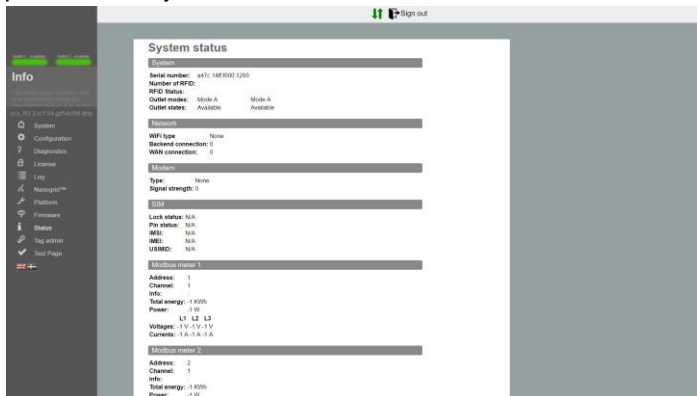 Sign out
Info
System
Configuration
Diagnostics
License
Log
Nanogrid™
Platform
Firmware
Status
Tag admin
Test Page
System status
System
Serial number:
Number of RFID:
RFID Status:
Outlet modes: Mode A Mode A
Outlet states: Available Available
Network
WiFi type None
Backend connection: 0
WAN connection: 0
Modem
Type: None
Signal strength: 0
SIM
Lock status: N/A
Pin status: N/A
IMSI: N/A
IMEI: N/A
USIMID: N/A
Modbus meter 1
Address: 1
Channel: 1
Info:
Total energy: -1 KWh
Power: -1 W
L1 L2 L3
Voltages: -1 V -1 V -1 V
Currents: -1 A -1 A -1 A
Modbus meter 2
Address: 2
Channel: 1
Info:
Total energy: -1 KWh
Power: -1 W